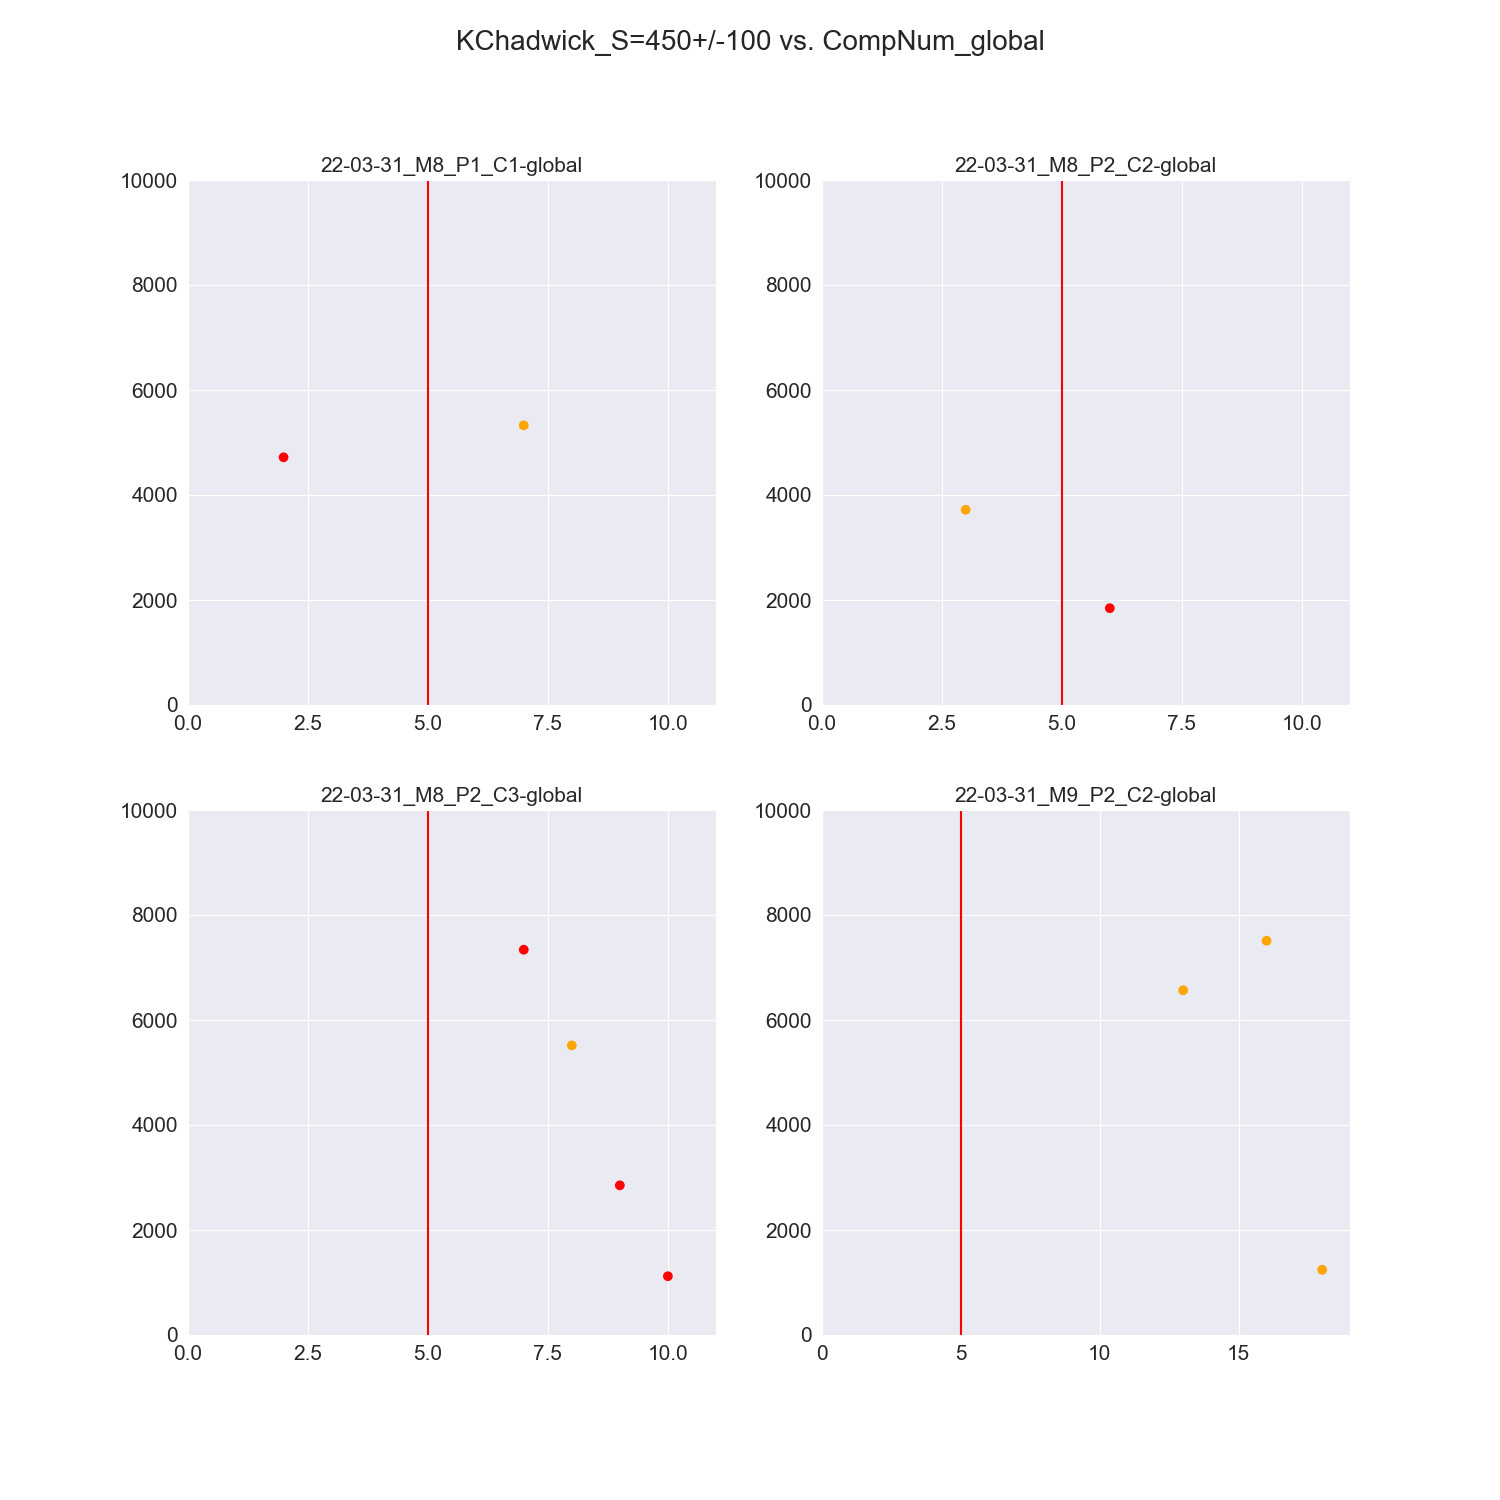 KChadwick_S=450+/-100 vs. CompNum_global
22-03-31_M8_P1_C1-global
10000
8000
6000
4000
2000
0
0.0 2.5 5.0 7.5 10.0
22-03-31_M8_P2_C2-global
10000
8000
6000
4000
2000
0
0.0 2.5 5.0 7.5 10.0
22-03-31_M8_P2_C3-global
10000
8000
6000
4000
2000
0
0.0 2.5 5.0 7.5 10.0
22-03-31_M9_P2_C2-global
10000
8000
6000
4000
2000
0
0 5 10 15